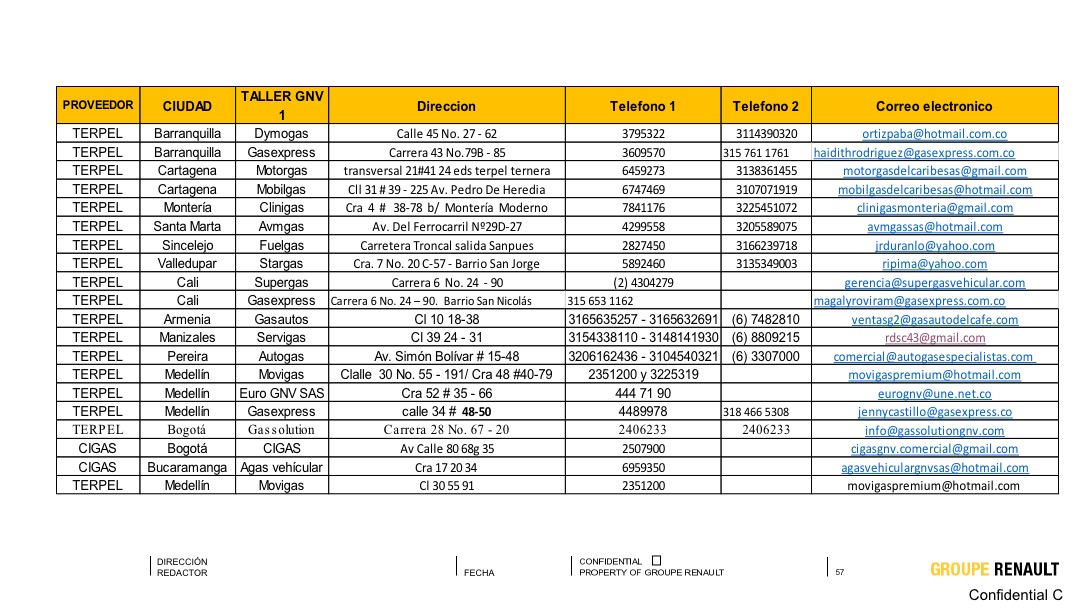 PROVEEDOR CIUDAD TALLER GNV 1 Direccion Telefono 1 Telefono 2 Correo electronico
TERPEL Barranquilla Dymogas Calle 45 No. 27 - 62 3795322 3114390320 ortizpaba@hotmail.com.co
TERPEL Barranquilla Gasexpress Carrera 43 No.79B - 85 3609570 315 761 1761 haidithrodriguez@gasexpress.com.co
TERPEL Cartagena Motorgas transversal 21#41 24 eds terpel ternera 6459273 3138361455 motorgasdelcaribesas@gmail.com
TERPEL Cartagena Mobilgas Cll 31 # 39 - 225 Av. Pedro De Heredia 6747469 3107071919 mobilgasdelcaribesas@hotmail.com
TERPEL Montería Clinigas Cra 4 # 38-78 b/ Montería Moderno 7841176 3225451072 clinigasmonteria@gmail.com
TERPEL Santa Marta Avmgas Av. Del Ferrocarril Nº29D-27 4299558 3205589075 avmgassas@hotmail.com
TERPEL Sincelejo Fuelgas Carretera Troncal salida Sanpues 2827450 3166239718 jrduranlo@yahoo.com
TERPEL Valledupar Stargas Cra. 7 No. 20 C-57 - Barrio San Jorge 5892460 3135349003 ripima@yahoo.com
TERPEL Cali Supergas Carrera 6 No. 24 - 90 (2) 4304279 gerencia@supergasvehicular.com
TERPEL Cali Gasexpress Carrera 6 No. 24 – 90. Barrio San Nicolás 315 653 1162 magalyroviram@gasexpress.com.co
TERPEL Armenia Gasautos Cl 10 18-38 3165635257 - 3165632691 (6) 7482810 ventasg2@gasautodelcafe.com
TERPEL Manizales Servigas Cl 39 24 - 31 3154338110 - 3148141930 (6) 8809215 rdsc43@gmail.com
TERPEL Pereira Autogas Av. Simón Bolívar # 15-48 3206162436 - 3104540321 (6) 3307000 comercial@autogasespecialistas.com
TERPEL Medellín Movigas Clalle 30 No. 55 - 191/ Cra 48 #40-79 2351200 y 3225319 movigaspremium@hotmail.com
TERPEL Medellín Euro GNV SAS Cra 52 # 35 - 66 444 71 90 eurognv@une.net.co
TERPEL Medellín Gasexpress calle 34 # 48-50 4489978 318 466 5308 jennycastillo@gasexpress.co
TERPEL Bogotá Gassolution Carrera 28 No. 67 - 20 2406233 2406233 info@gassolutiongnv.com
CIGAS Bogotá CIGAS Av Calle 80 68g 35 2507900 cigasgnv.comercial@gmail.com
CIGAS Bucaramanga Agas vehícular Cra 17 20 34 6959350 agasvehiculargnvsas@hotmail.com
TERPEL Medellín Movigas Cl 30 55 91 2351200 movigaspremium@hotmail.com
DIRECCIÓN
REDACTOR
FECHA
CONFIDENTIAL
PROPERTY OF GROUPE RENAULT
57
GROUPE RENAULT
Confidential C